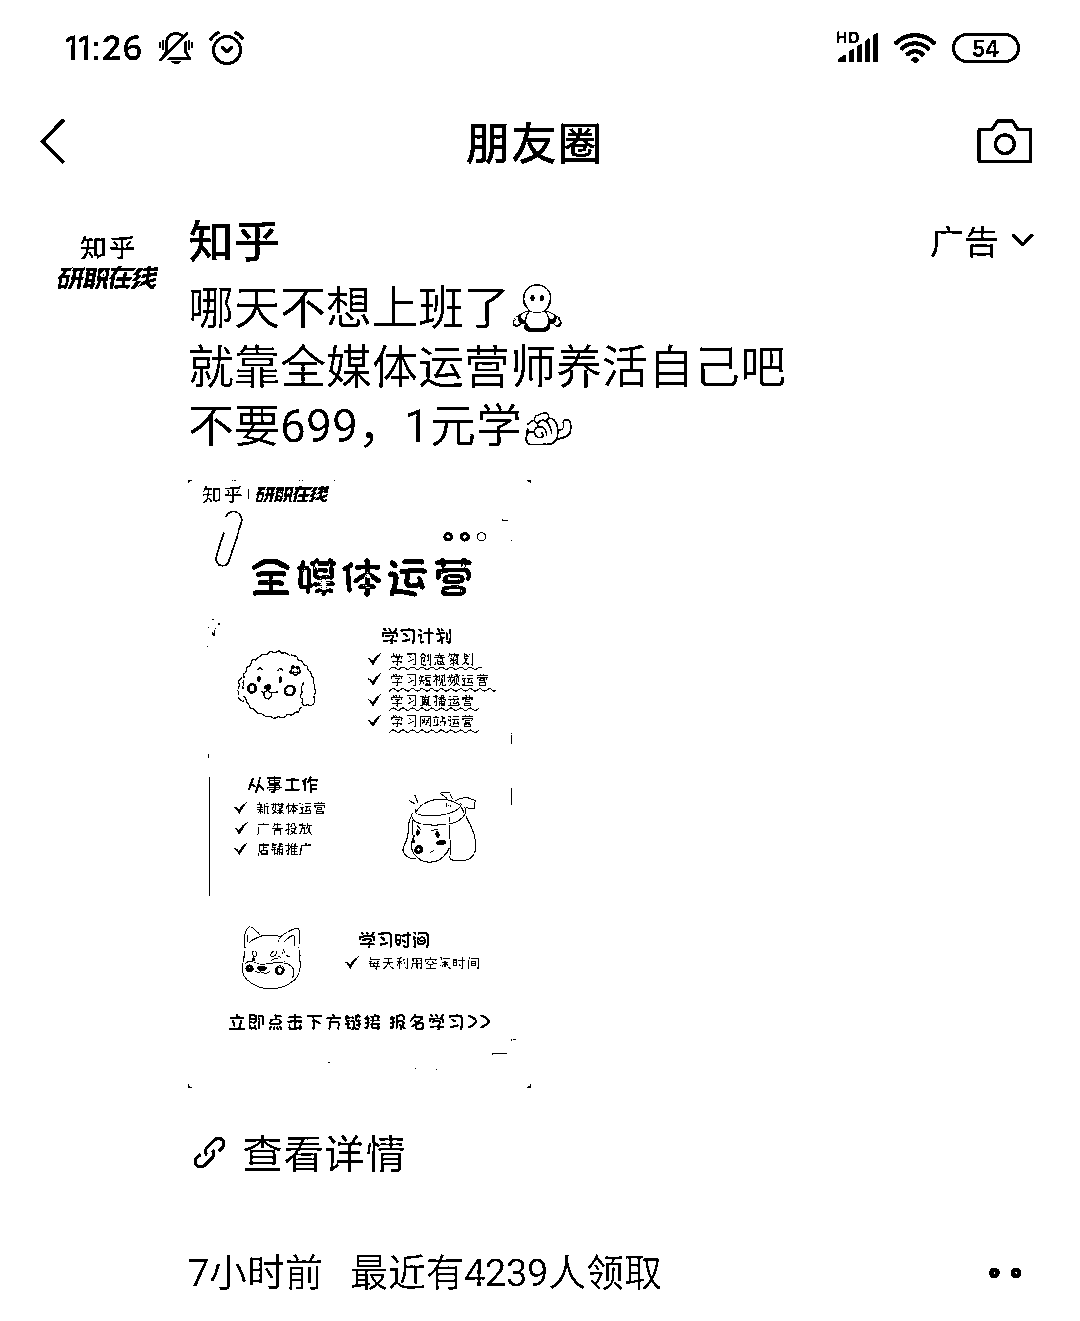 11:26
HD
54
朋友圈
知乎
研职在线
知乎
广告
哪天不想上班了
就靠全媒体运营师养活自己吧
不要699，1元学
知乎 | 研职在线
全媒体运营
学习计划
学习创意策划
学习短视频运营
学习直播运营
学习网站运营
从事工作
新媒体运营
广告投放
店铺推广
学习时间
每天利用空闲时间
立即点击下方链接 报名学习>>
查看详情
7小时前 最近有4239人领取